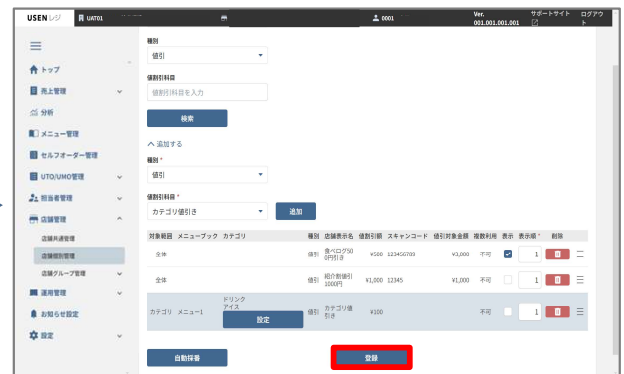 USENレジ
UAT01
0001
Ver.
001.001.001.001
サポートサイト
ログアウト
トップ
売上管理
分析
メニュー管理
セルフオーダー管理
UTO/UMO管理
担当者管理
店舗管理
店舗共通管理
店舗個別管理
店舗グループ管理
運用管理
お知らせ設定
設定
種別
値引
値割引科目
値割引科目を入力
検索
追加する
種別 *
値引
値割引科目 *
カテゴリ値引き
追加
対象範囲 メニューブック カテゴリ 種別 店舗表示名 値割引額 スキャンコード 値引対象金額 複数利用 表示 表示順 * 削除
全体 値引 食べログ500円引き ¥500 123456789 ¥3,000 不可 1
全体 値引 紹介割値引1000円 ¥1,000 12345 ¥1,000 不可 1
カテゴリ メニュー1 ドリンク アイス 設定 値引 カテゴリ値引き ¥100 不可 1
自動採番
登録